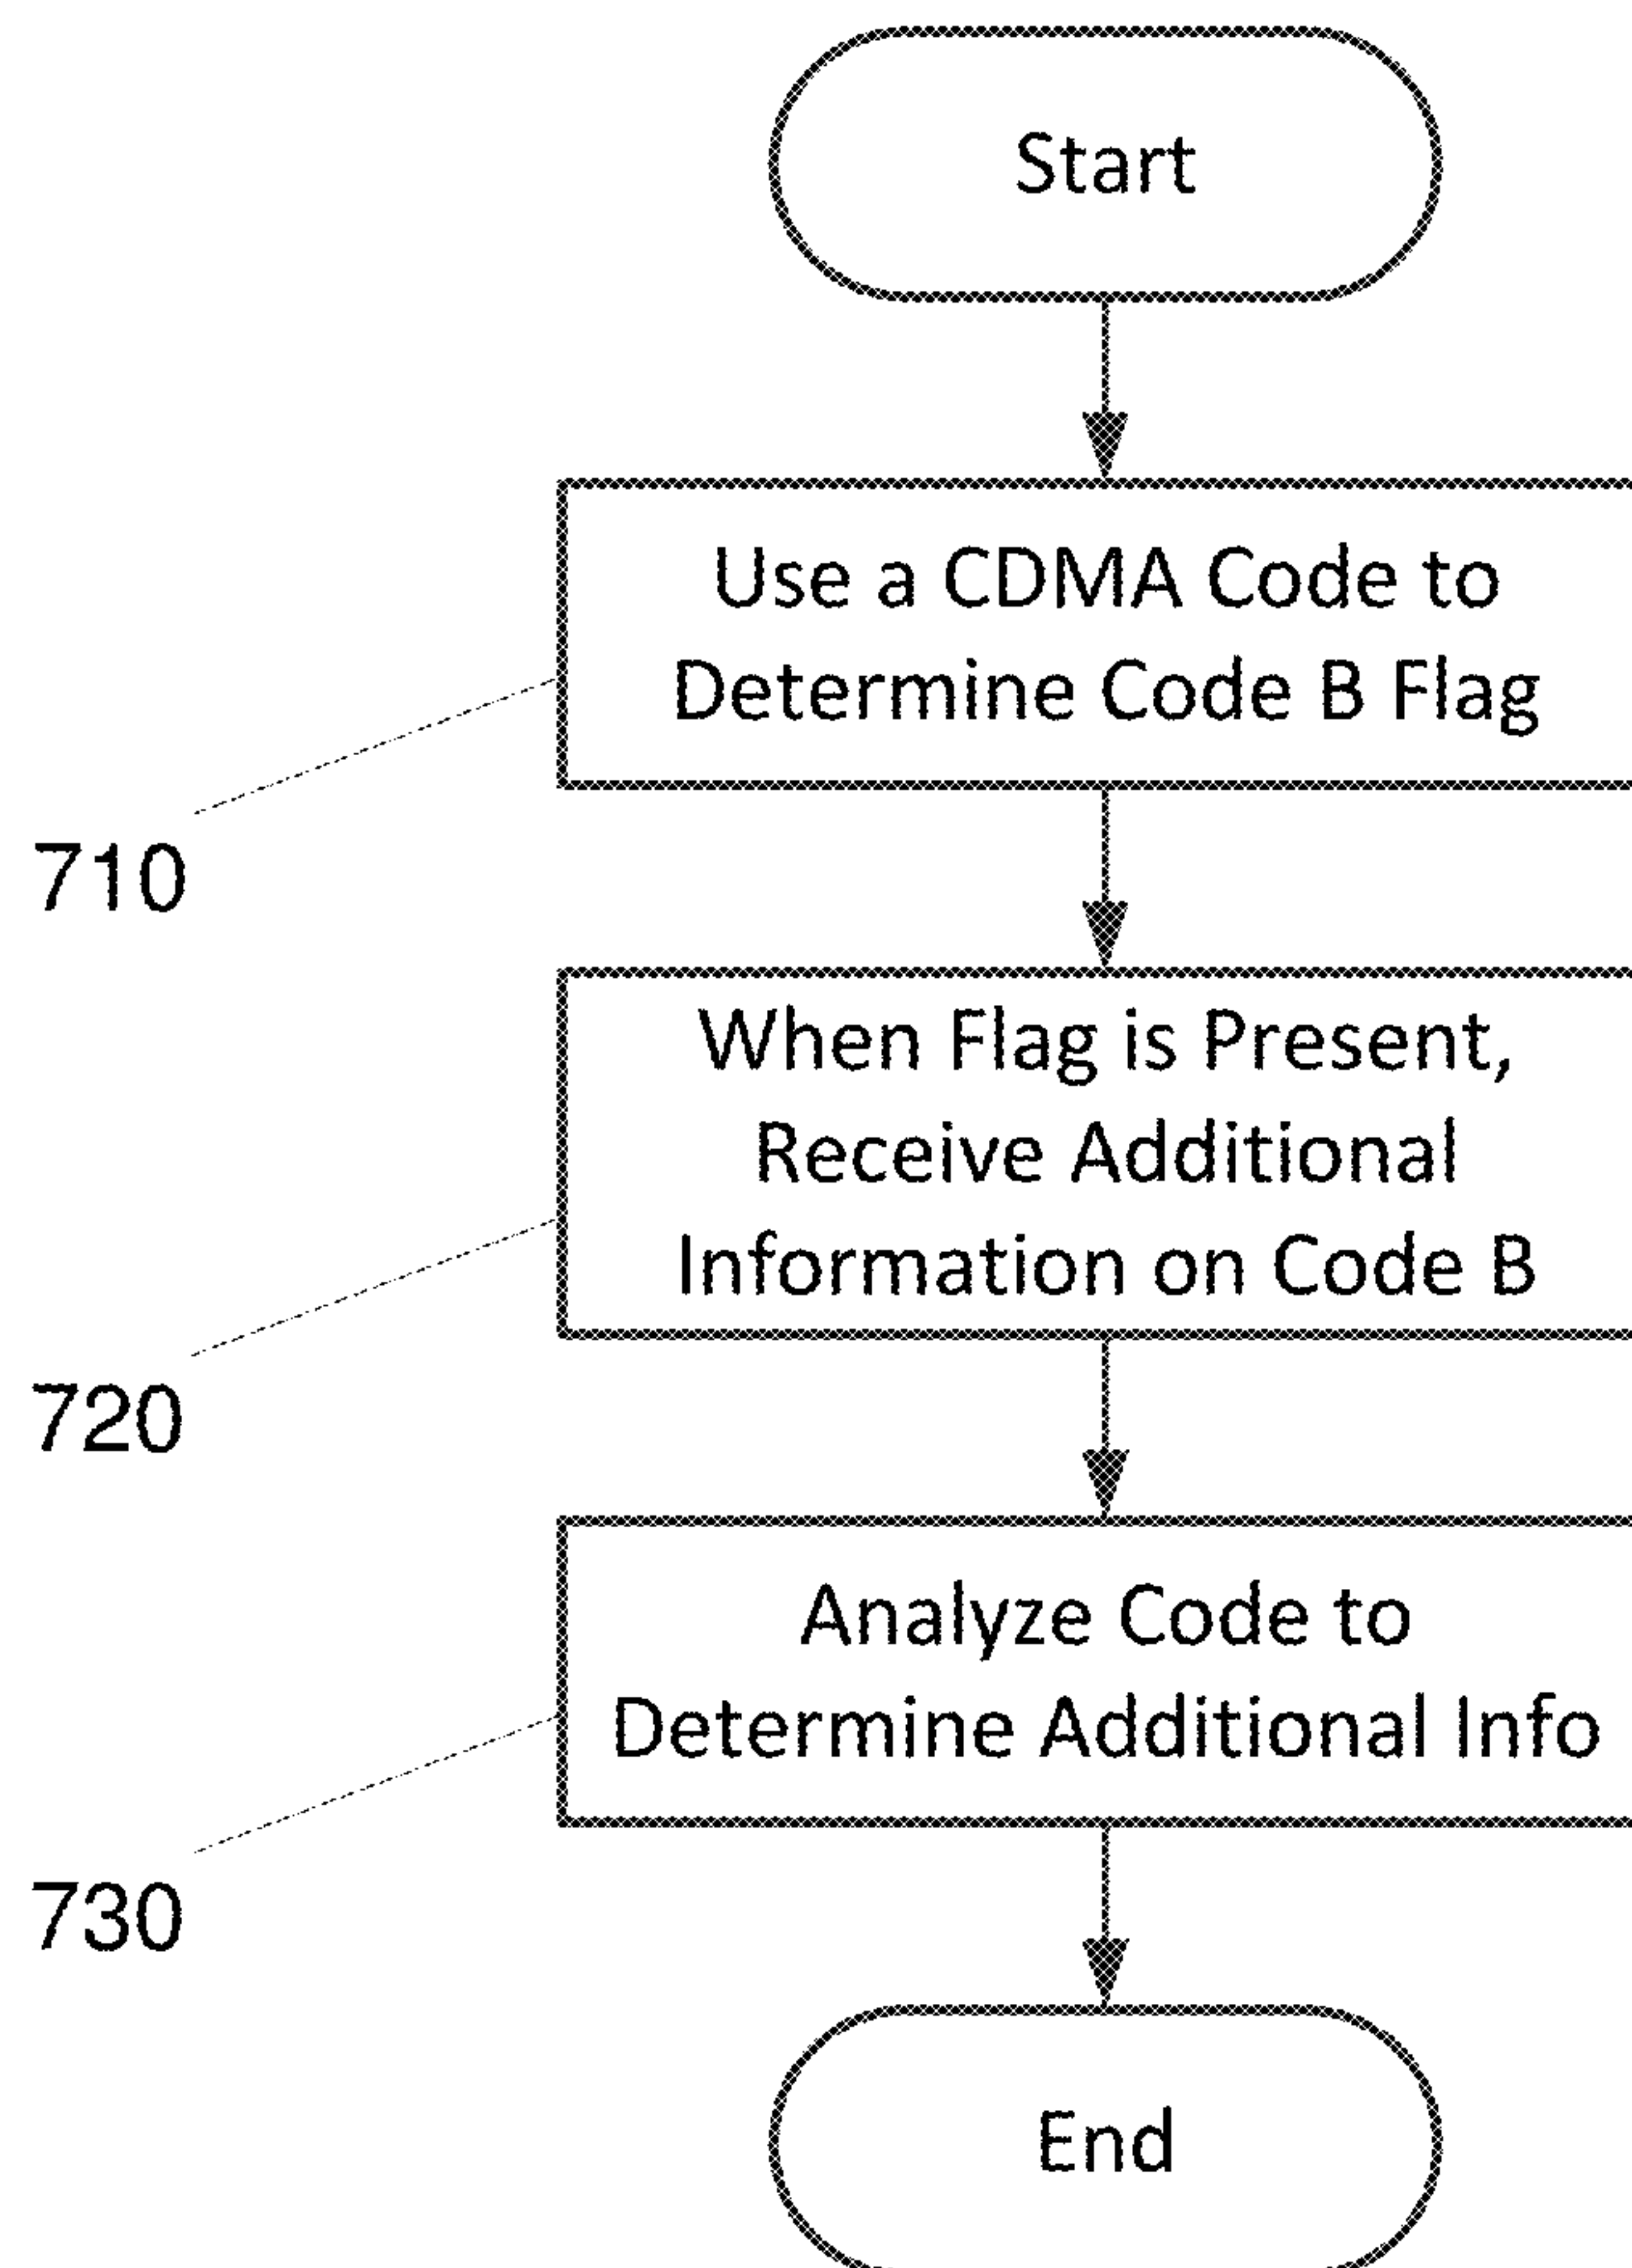 Start
Use a CDMA Code to
Determine Code B Flag
710
When Flag is Present,
Receive Additional
Information on Code B
720
Analyze Code to
Determine Additional Info
730
End